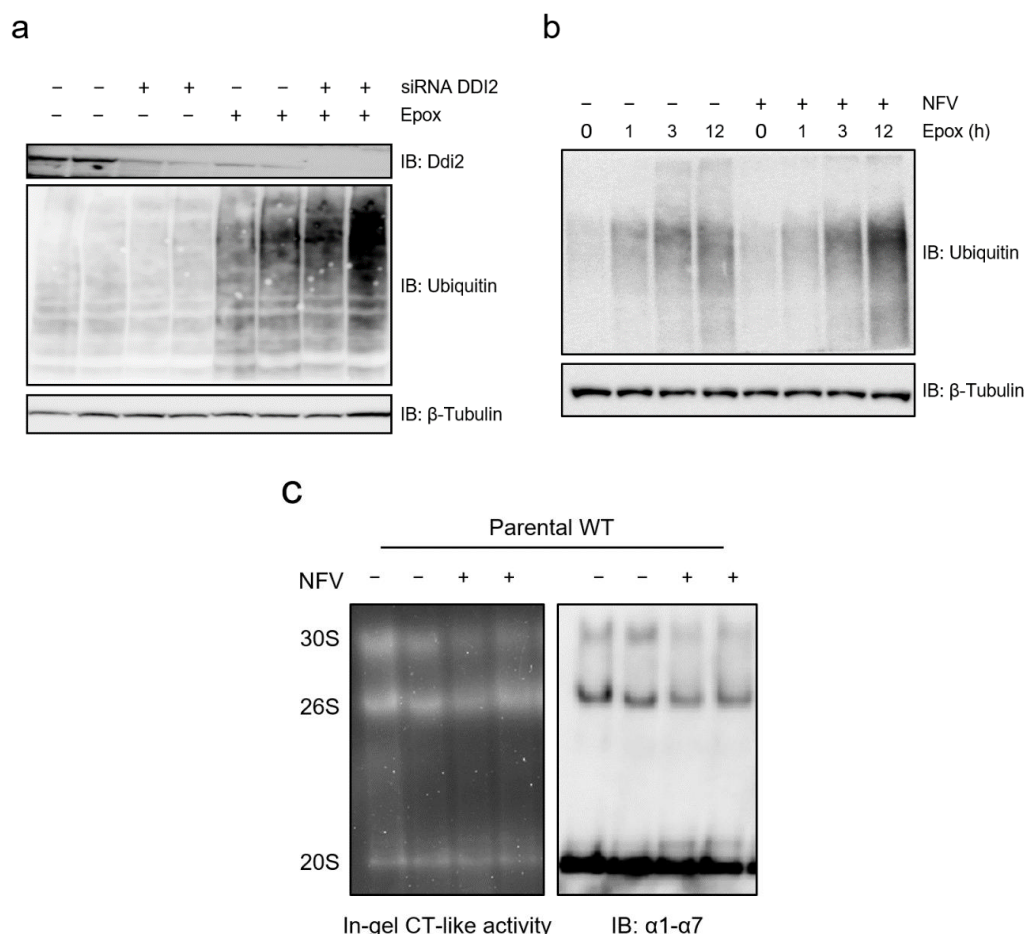 a
– – + + – – + + siRNA DDI2
– – – – + + + + Epox
IB: Ddi2
IB: Ubiquitin
IB: β-Tubulin
b
– – – – + + + + NFV
0 1 3 12 0 1 3 12 Epox (h)
IB: Ubiquitin
IB: β-Tubulin
c
Parental WT
NFV – – + + – – + +
30S
26S
20S
In-gel CT-like activity IB: α1-α7